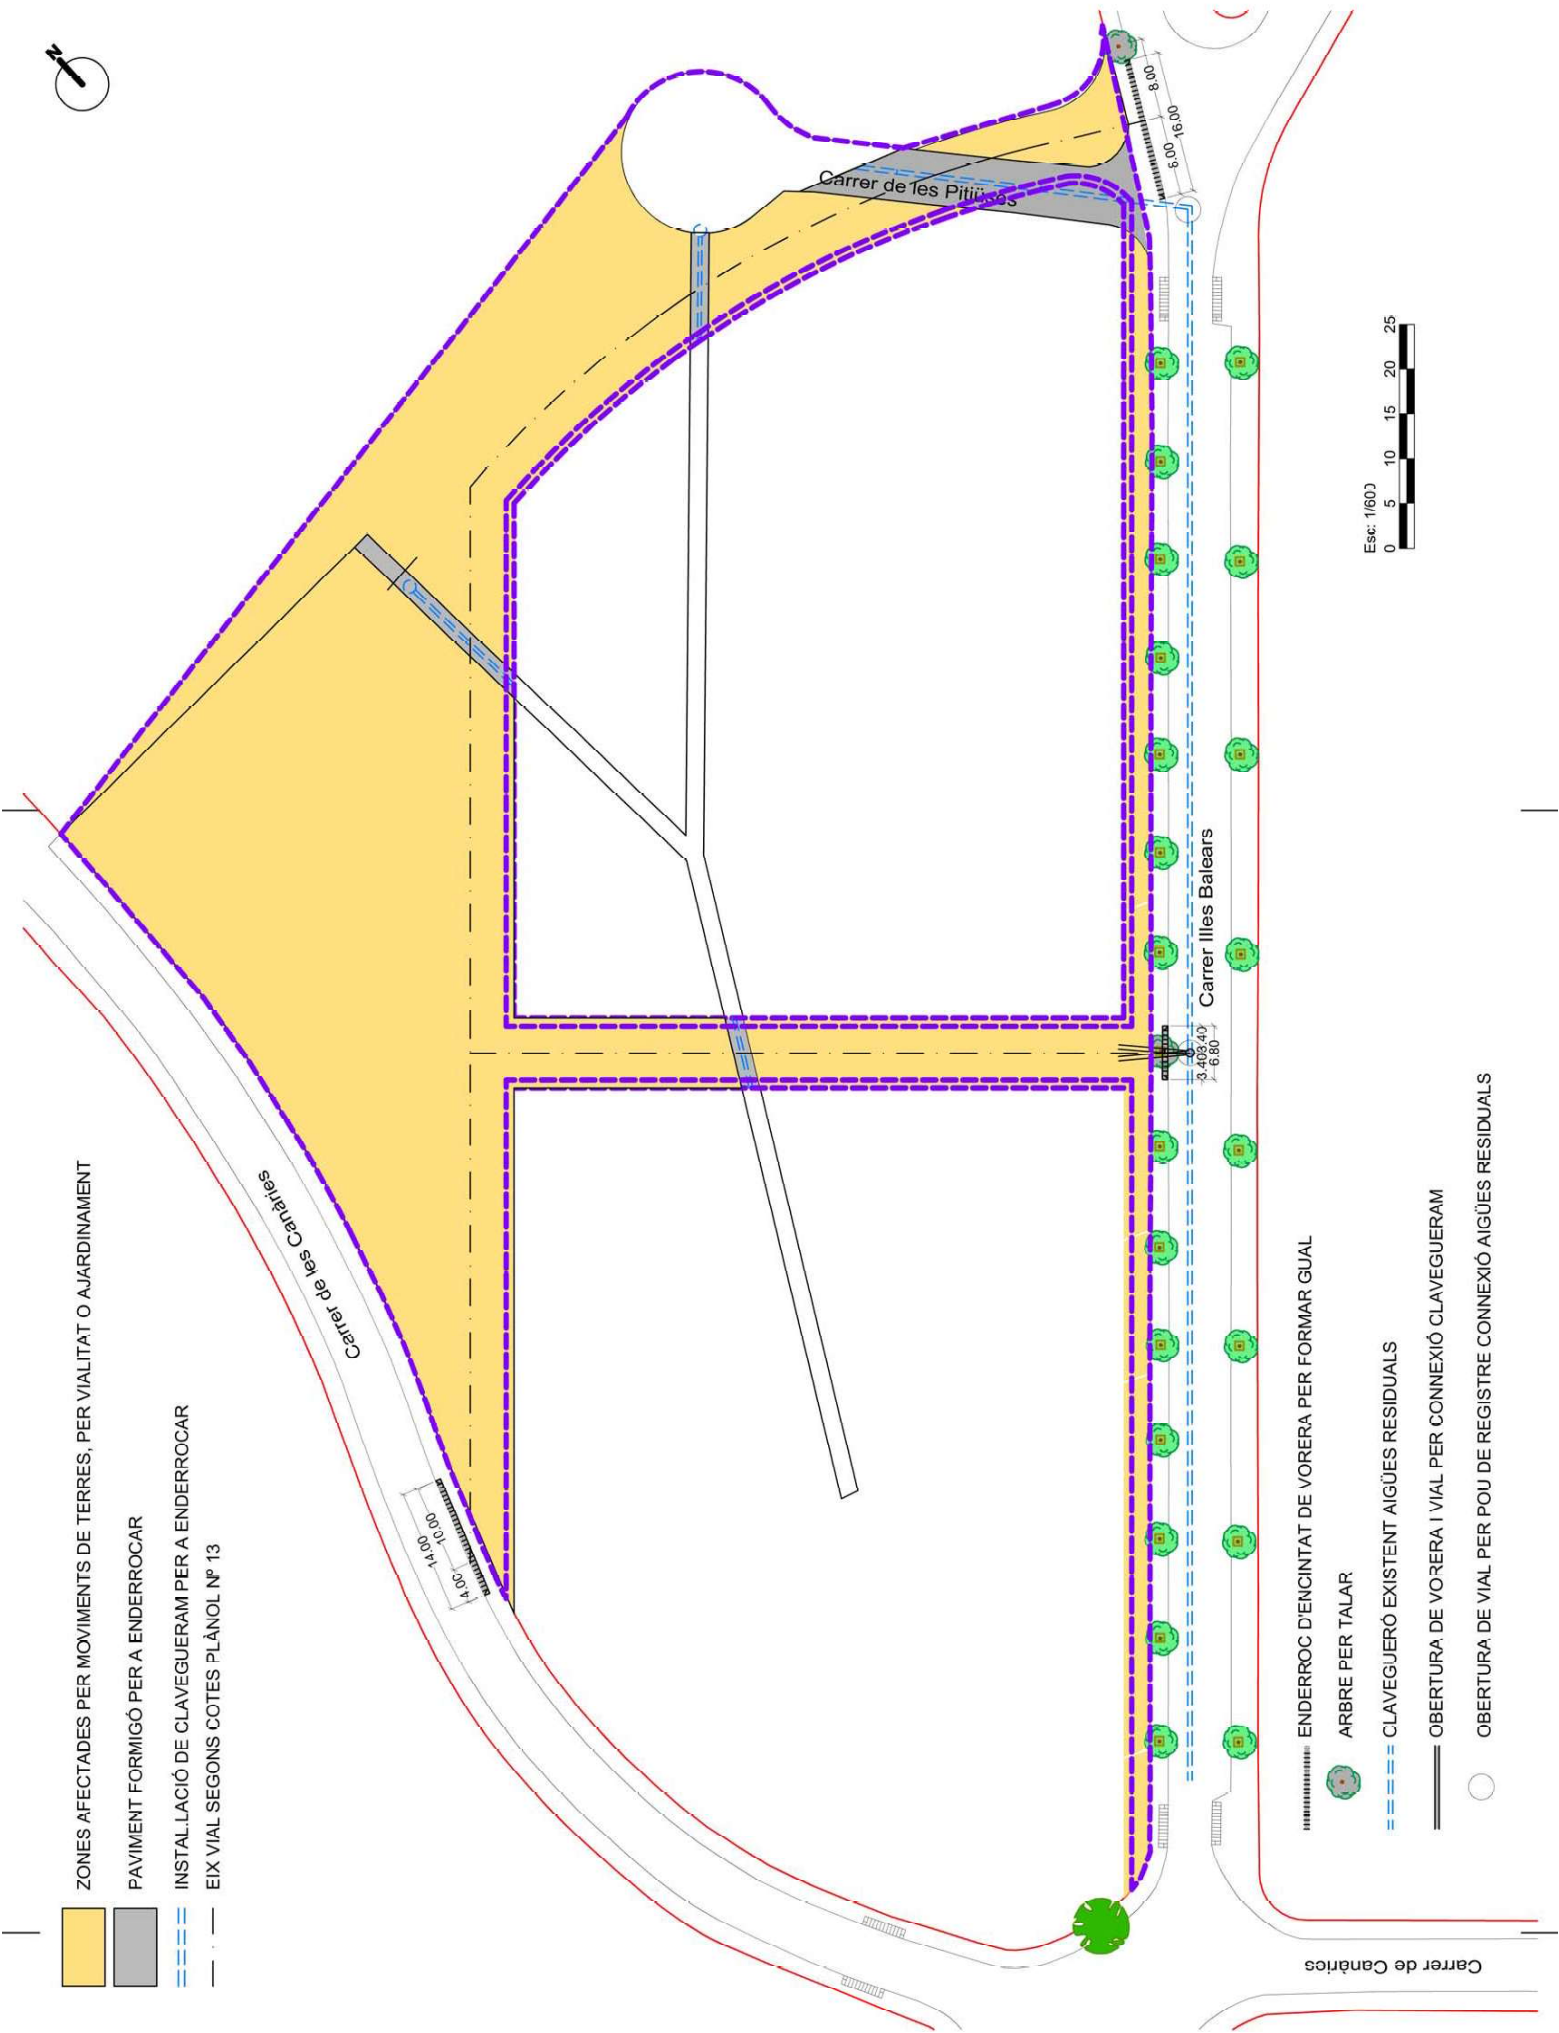 N
ZONES AFECTADES PER MOVIMENTS DE TERRES, PER VIALITAT O AJARDINAMENT
PAVIMENT FORMIGÓ PER A ENDERROCAR
INSTAL.LACIÓ DE CLAVEGUERAM PER A ENDERROCAR
EIX VIAL SEGONS COTES PLÀNOL Nº 13
Carrer de les Canàries
4.00
10.00
14.00
Carrer de les Pitiüses
8.00
8.00
16.00
Carrer Illes Balears
3.40
3.40
6.80
Esc: 1/600
0 5 10 15 20 25
ENDERROC D'ENCINTAT DE VORERA PER FORMAR GUAL
ARBRE PER TALAR
CLAVEGUERÓ EXISTENT AIGÜES RESIDUALS
OBERTURA DE VORERA I VIAL PER CONNEXIÓ CLAVEGUERAM
OBERTURA DE VIAL PER POU DE REGISTRE CONNEXIÓ AIGÜES RESIDUALS
Carrer de Canàries